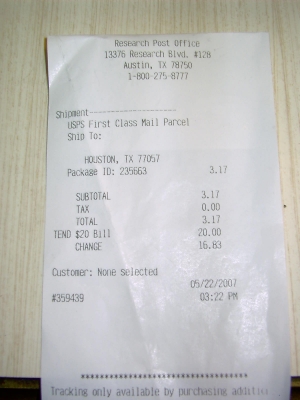 Research Post Office
13376 Research Blvd. #128
Austin, TX 78750
1-800-275-8777
Shipment----------------------
USPS First Class Mail Parcel
Ship To:
HOUSTON, TX 77057
Package ID: 235663 3.17
SUBTOTAL 3.17
TAX 0.00
TOTAL 3.17
TEND $20 Bill 20.00
CHANGE 16.83
Customer: None Selected
05/22/2007
#359439 03:22 PM
Tracking only available by purchasing additio